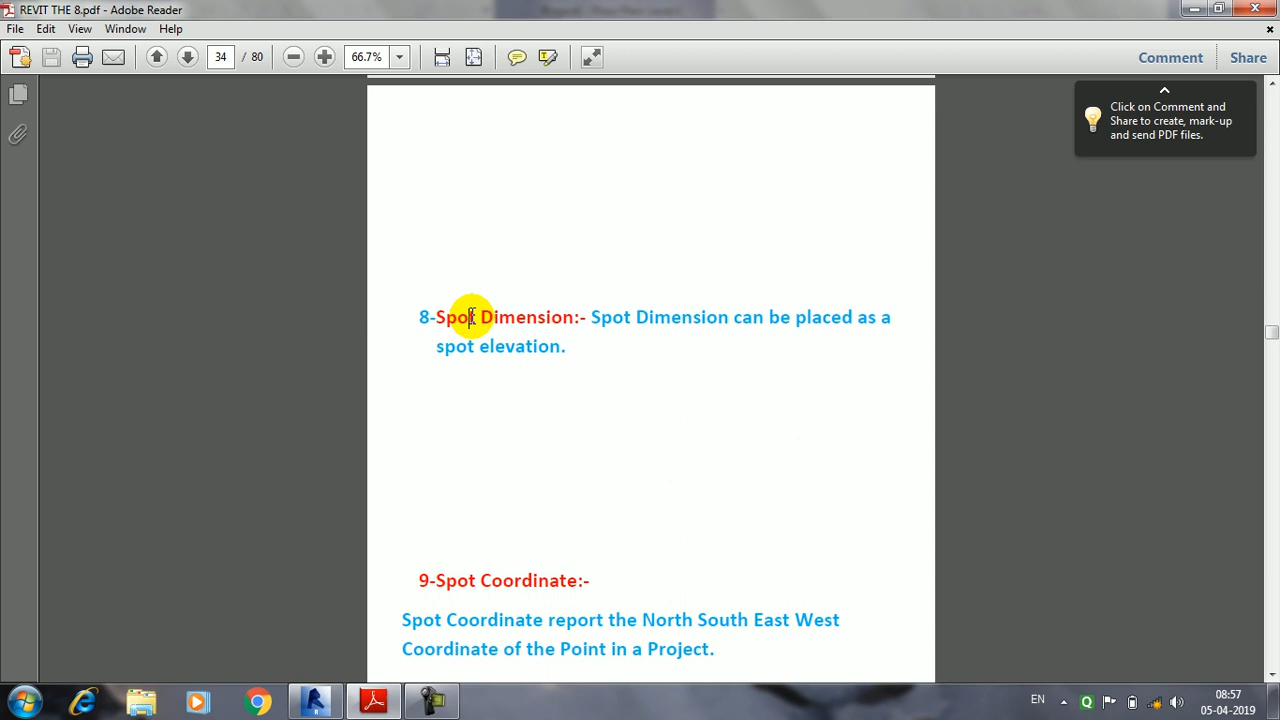 REVIT THE 8.pdf - Adobe Reader
File Edit View Window Help
34 / 80 66.7% Comment Share
Click on Comment and
Share to create, mark-up
and send PDF files.
8-Spot Dimension:- Spot Dimension can be placed as a
spot elevation.
9-Spot Coordinate:-
Spot Coordinate report the North South East West
Coordinate of the Point in a Project.
EN
08:57
05-04-2019